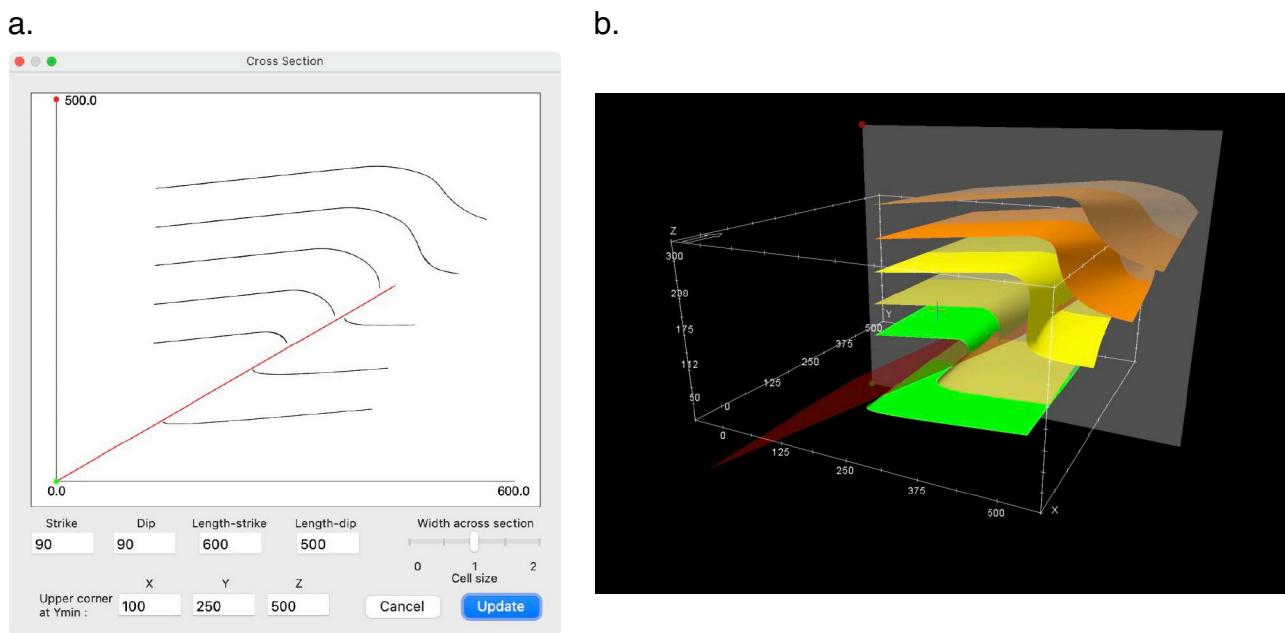 a.
b.
Cross Section
500.0
0.0
600.0
Strike Dip Length-strike Length-dip Width across section
90 90 600 500
0 1 2
Cell size
X Y Z
Upper corner
at Ymin :
100 250 500
Cancel Update
Z
300
175
112
50
Y
500
375
250
125
0
0
125
250
375
500
X